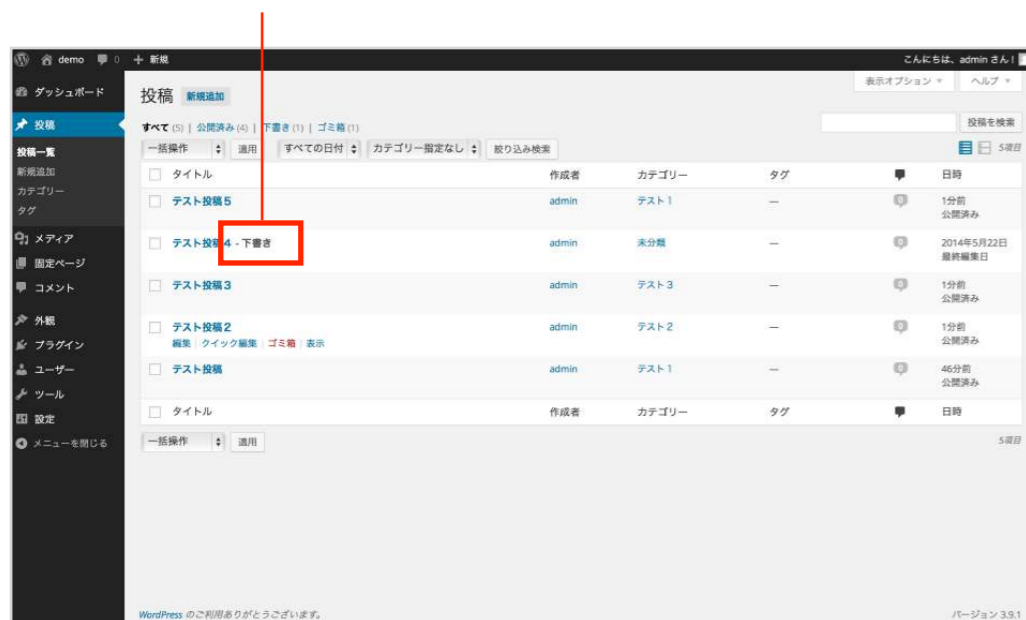 demo 0 + 新規 こんにちは、admin さん！
表示オプション ヘルプ
ダッシュボード
投稿
投稿一覧
新規追加
カテゴリー
タグ
メディア
固定ページ
コメント
外観
プラグイン
ユーザー
ツール
設定
メニューを閉じる
投稿 新規追加
すべて (5) | 公開済み (4) | 下書き (1) | ゴミ箱 (1)
投稿を検索
一括操作 適用 すべての日付 カテゴリー指定なし 絞り込み検索 5項目
タイトル 作成者 カテゴリー タグ 日時
テスト投稿5 admin テスト1 — 0 1分前
公開済み
テスト投稿4 - 下書き admin 未分類 — 0 2014年5月22日
最終編集日
テスト投稿3 admin テスト3 — 0 1分前
公開済み
テスト投稿2 admin テスト2 — 0 1分前
編集 | クイック編集 | ゴミ箱 | 表示 公開済み
テスト投稿 admin テスト1 — 0 46分前
公開済み
タイトル 作成者 カテゴリー タグ 日時
一括操作 適用 5項目
WordPress のご利用ありがとうございます。 バージョン 3.9.1